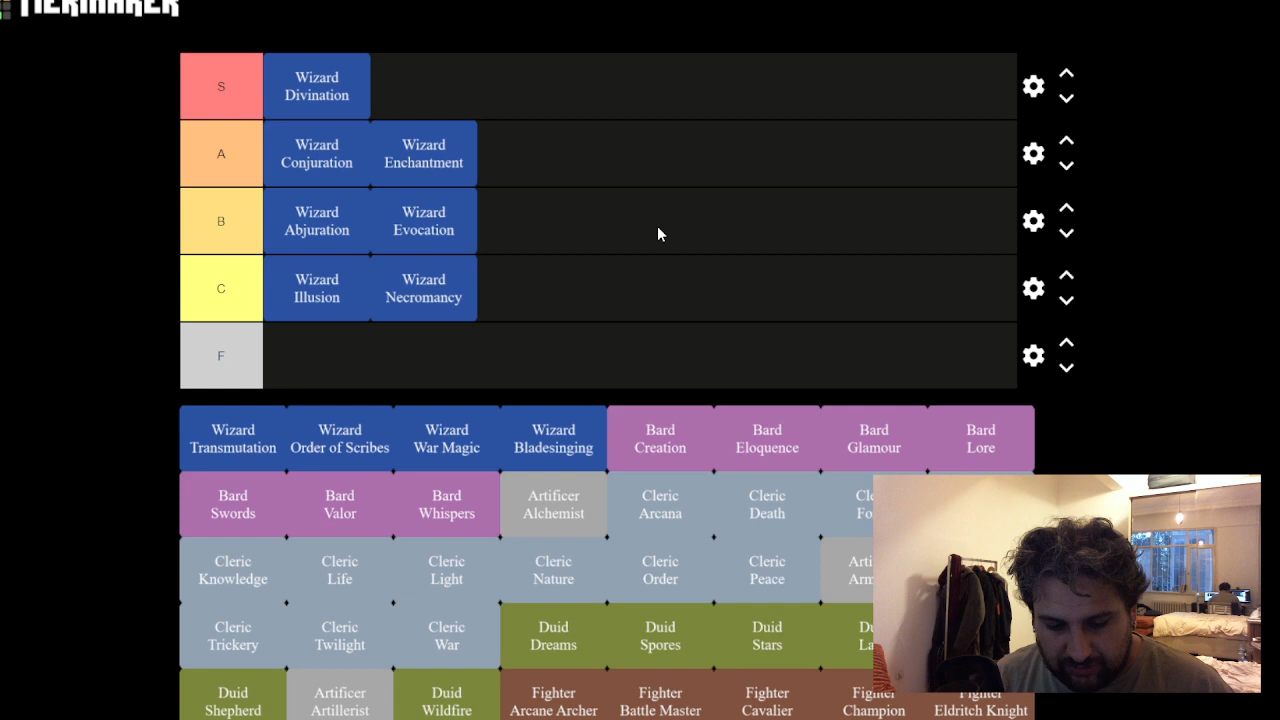 TIERMAKER
S
Wizard
Divination
A
Wizard
Conjuration
Wizard
Enchantment
B
Wizard
Abjuration
Wizard
Evocation
C
Wizard
Illusion
Wizard
Necromancy
F
Wizard
Transmutation
Wizard
Order of Scribes
Wizard
War Magic
Wizard
Bladesinging
Bard
Creation
Bard
Eloquence
Bard
Glamour
Bard
Lore
Bard
Swords
Bard
Valor
Bard
Whispers
Artificer
Alchemist
Cleric
Arcana
Cleric
Death
Cleric
Knowledge
Cleric
Life
Cleric
Light
Cleric
Nature
Cleric
Order
Cleric
Peace
Cleric
Trickery
Cleric
Twilight
Cleric
War
Duid
Dreams
Duid
Spores
Duid
Stars
Duid
Shepherd
Artificer
Artillerist
Duid
Wildfire
Fighter
Arcane Archer
Fighter
Battle Master
Fighter
Cavalier
Fighter
Champion
Fighter
Eldritch Knight